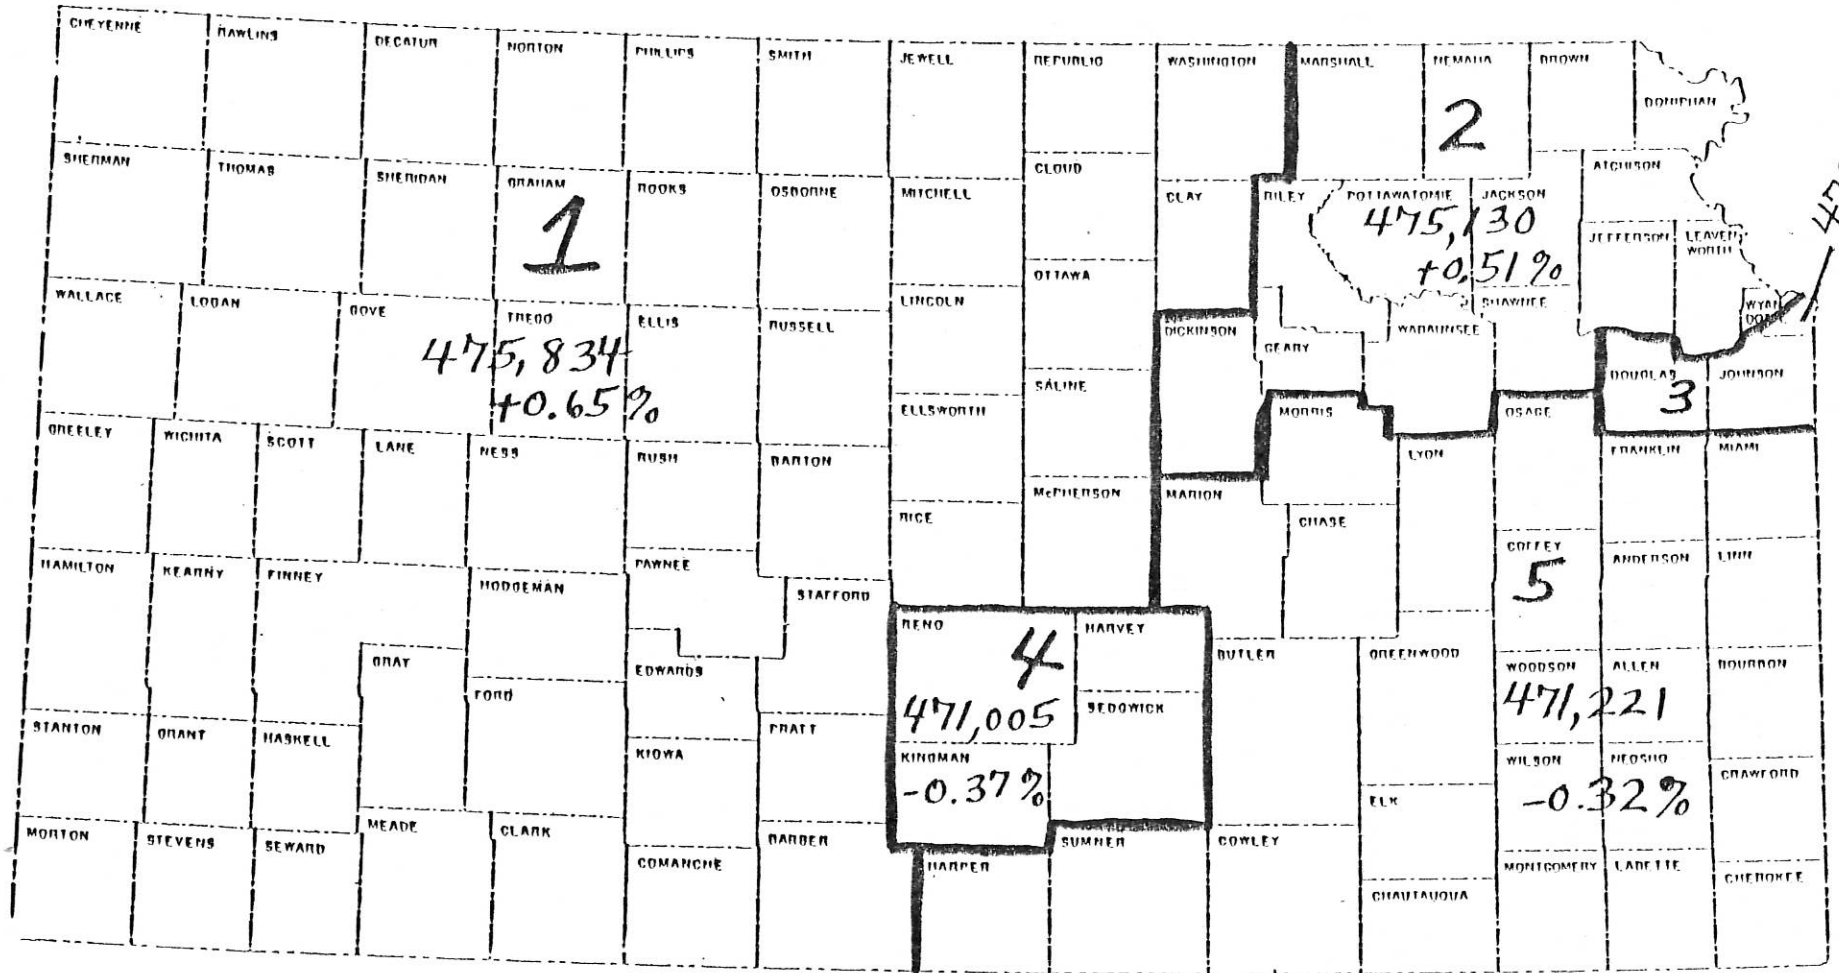 CHEYENNE RAWLINS DECATUR NORTON PHILLIPS SMITH JEWELL REPUBLIC WASHINGTON MARSHALL NEMAHA BROWN
DONIPHAN
2
SHERMAN THOMAS SHERIDAN GRAHAM ROOKS OSBORNE MITCHELL CLOUD CLAY RILEY POTTAWATOMIE JACKSON ATCHISON
1
475,130
+0.51%
JEFFERSON LEAVEN WORTH
47
WALLACE LOGAN GOVE TREGO ELLIS RUSSELL LINCOLN OTTAWA DICKINSON GEARY WABAUNSEE SHAWNEE WYAN DOTTE
475,834
+0.65%
ELLSWORTH SALINE MORRIS OSAGE DOUGLAS JOHNSON
3
GREELEY WICHITA SCOTT LANE NESS RUSH BARTON RICE McPHERSON MARION CHASE LYON FRANKLIN MIAMI
HAMILTON KEARNY FINNEY HODGEMAN PAWNEE STAFFORD COFFEY ANDERSON LINN
5
GRAY FORD EDWARDS RENO HARVEY BUTLER GREENWOOD WOODSON ALLEN BOURBON
4
471,005
471,221
STANTON GRANT HASKELL KIOWA PRATT KINGMAN SEDGWICK WILSON NEOSHO CRAWFORD
-0.37%
-0.32%
ELK
MORTON STEVENS SEWARD MEADE CLARK COMANCHE BARBER HARPER SUMNER COWLEY CHAUTAUQUA MONTGOMERY LABETTE CHEROKEE